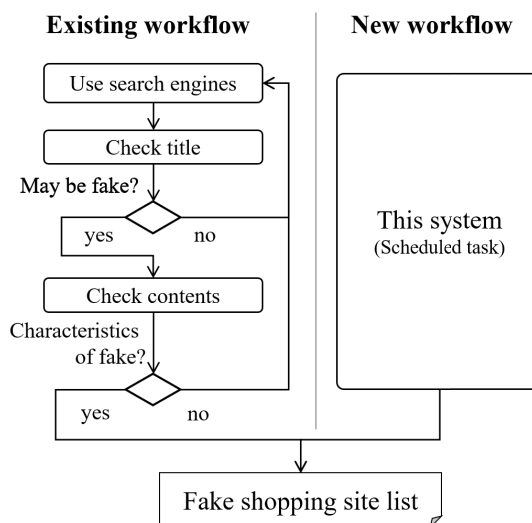 Existing workflow
New workflow
Use search engines
Check title
May be fake?
yes
no
Check contents
Characteristics
of fake?
yes
no
This system
(Scheduled task)
Fake shopping site list